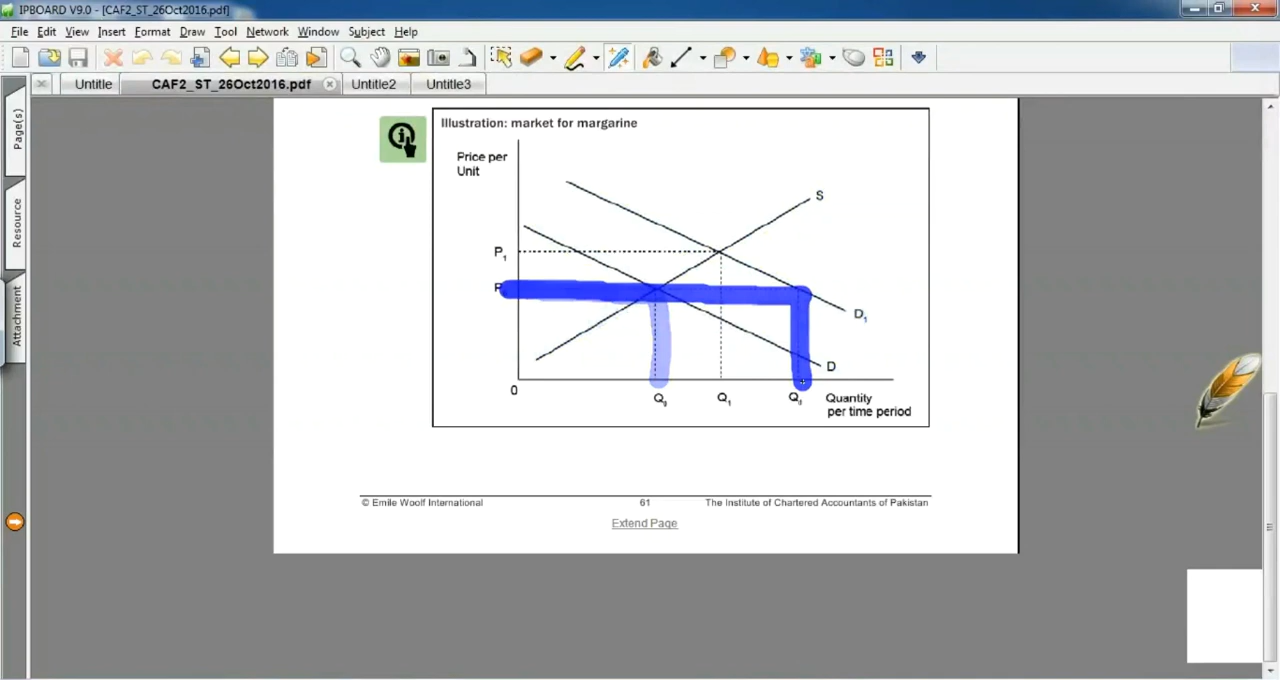 IPBOARD V9.0 - [CAF2_ST_26Oct2016.pdf]
File Edit View Insert Format Draw Tool Network Window Subject Help
Untitle CAF2_ST_26Oct2016.pdf Untitle2 Untitle3
Page(s)
Resource
Attachment
Illustration: market for margarine
Price per
Unit
S
P1
P
D1
D
0
Q1
Quantity
per time period
© Emile Woolf International 61 The Institute of Chartered Accountants of Pakistan
Extend Page